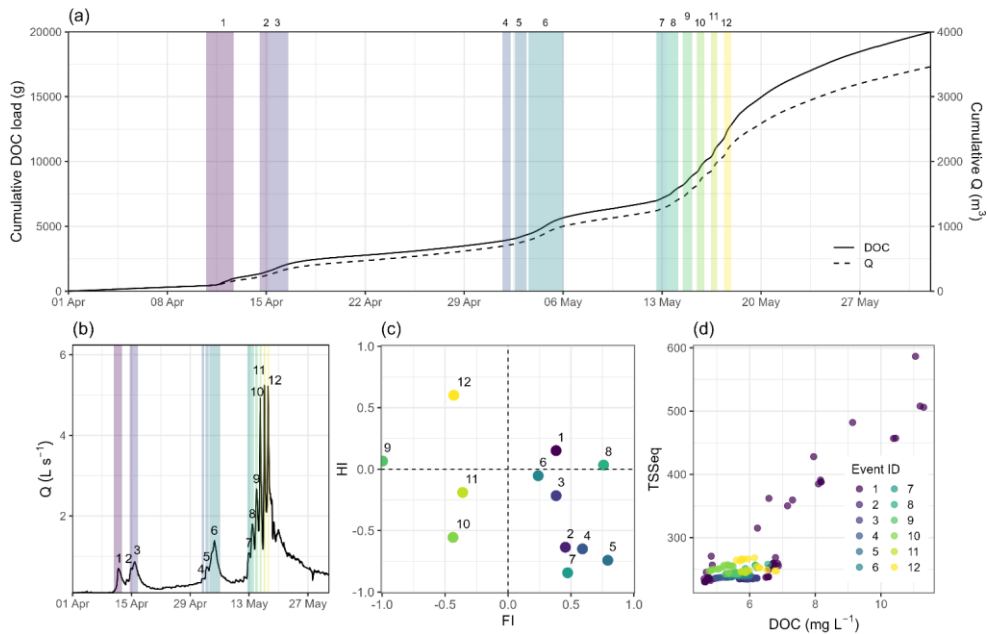 (a)
1 2 3 4 5 6 7 8 9 10 11 12
20000
15000
10000
5000
0
Cumulative DOC load (g)
4000
3000
2000
1000
0
Cumulative Q (m³)
DOC
Q
01 Apr 08 Apr 15 Apr 22 Apr 29 Apr 06 May 13 May 20 May 27 May
(b)
6
4
2
0
Q (L s⁻¹)
1 2 3 4 5 6 7 8 9 10 11 12
01 Apr 15 Apr 29 Apr 13 May 27 May
(c)
1.0
0.5
0.0
-0.5
-1.0
HI
12
1
9
8
6
11
3
10
2
4
5
7
-1.0 -0.5 0.0 0.5 1.0
FI
(d)
600
500
400
300
TSSeq
Event ID
1 7
2 8
3 9
4 10
5 11
6 12
6 8 10
DOC (mg L⁻¹)